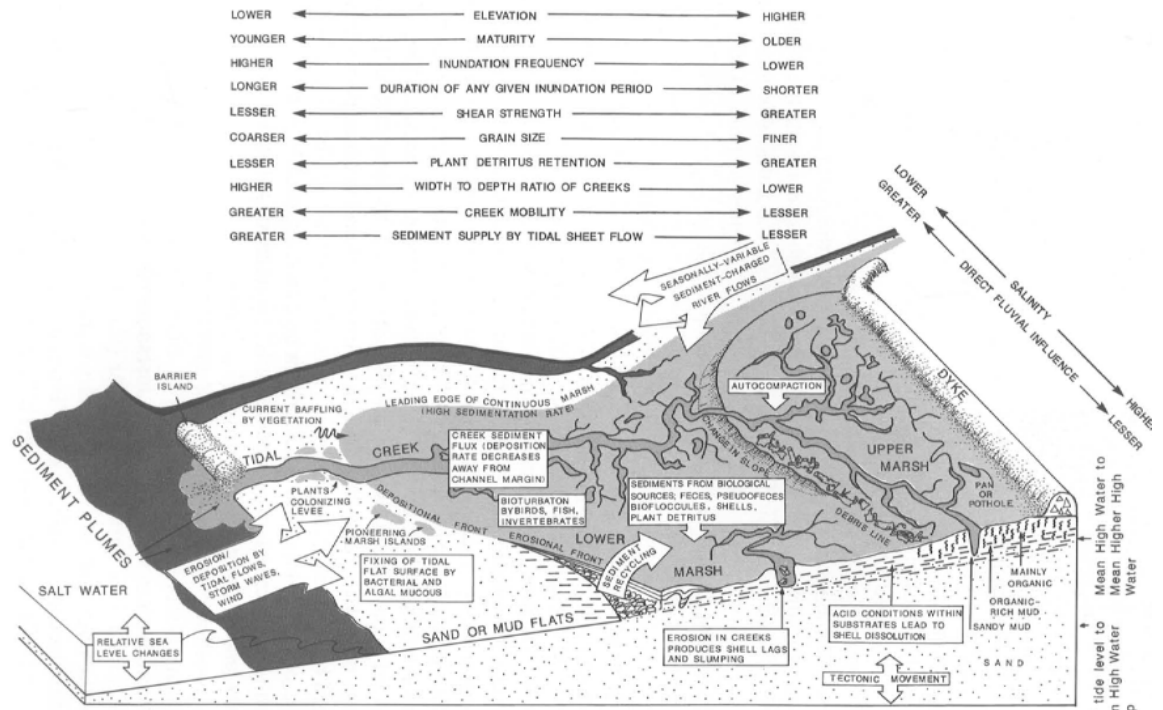 LOWER ELEVATION HIGHER
YOUNGER MATURITY OLDER
HIGHER INUNDATION FREQUENCY LOWER
LONGER DURATION OF ANY GIVEN INUNDATION PERIOD SHORTER
LESSER SHEAR STRENGTH GREATER
COARSER GRAIN SIZE FINER
LESSER PLANT DETRITUS RETENTION GREATER
HIGHER WIDTH TO DEPTH RATIO OF CREEKS LOWER
GREATER CREEK MOBILITY LESSER
GREATER SEDIMENT SUPPLY BY TIDAL SHEET FLOW LESSER
LOWER SALINITY HIGHER
GREATER DIRECT FLUVIAL INFLUENCE LESSER
SEASONALLY-VARIABLE
SEDIMENT-CHARGED
RIVER FLOWS
BARRIER
ISLAND
CURRENT BAFFLING
BY VEGETATION
LEADING EDGE OF CONTINUOUS MARSH
(HIGH SEDIMENTATION RATE)
AUTOCOMPACTION
DYKE
TIDAL CREEK
CREEK SEDIMENT
FLUX (DEPOSITION
RATE DECREASES
AWAY FROM
CHANNEL MARGIN)
CHANGE IN SLOPE
UPPER
MARSH
PAN
OR
POTHOLE
SEDIMENT PLUMES
PLANTS
COLONIZING
LEVEE
BIOTURBATON
BYBIRDS, FISH,
INVERTEBRATES
SEDIMENTS FROM BIOLOGICAL
SOURCES; FECES, PSEUDOFECES
BIOFLOCCULES, SHELLS,
PLANT DETRITUS
DEBRIS LINE
PIONEERING
MARSH ISLANDS
DEPOSITIONAL FRONT
EROSIONAL FRONT
LOWER
MARSH
EROSION/
DEPOSITION BY
TIDAL FLOWS,
STORM WAVES,
WIND
FIXING OF TIDAL
FLAT SURFACE BY
BACTERIAL AND
ALGAL MUCOUS
SEDIMENT
RECYCLING
MAINLY
ORGANIC
ORGANIC-
RICH MUD
SANDY MUD
SALT WATER
RELATIVE SEA
LEVEL CHANGES
SAND OR MUD FLATS
EROSION IN CREEKS
PRODUCES SHELL LAGS
AND SLUMPING
ACID CONDITIONS WITHIN
SUBSTRATES LEAD TO
SHELL DISSOLUTION
SAND
TECTONIC MOVEMENT
Mean High Water to
Mean Higher High
Water
tide level to
High Water